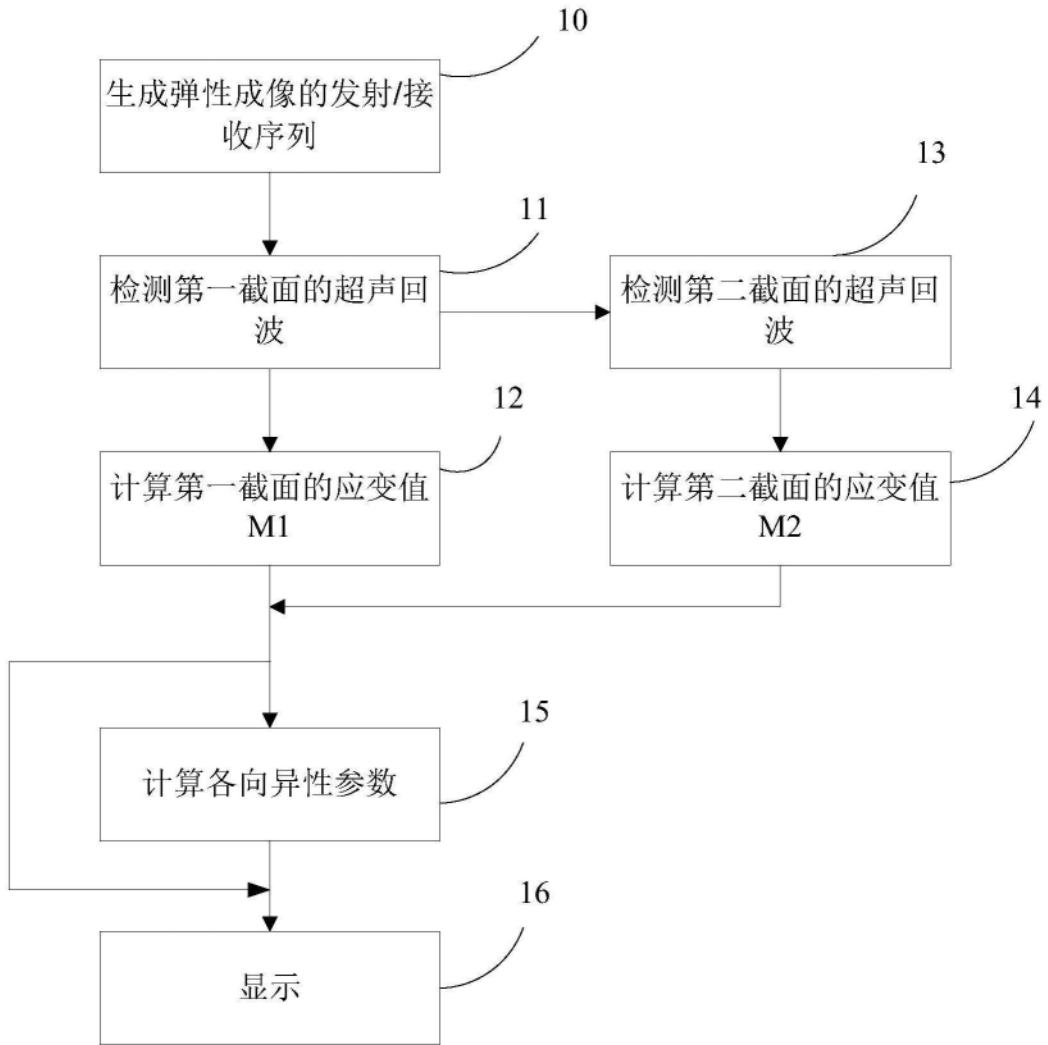 10
生成弹性成像的发射/接
收序列
13
11
检测第一截面的超声回
波
检测第二截面的超声回
波
12
14
计算第一截面的应变值
M1
计算第二截面的应变值
M2
15
计算各向异性参数
16
显示